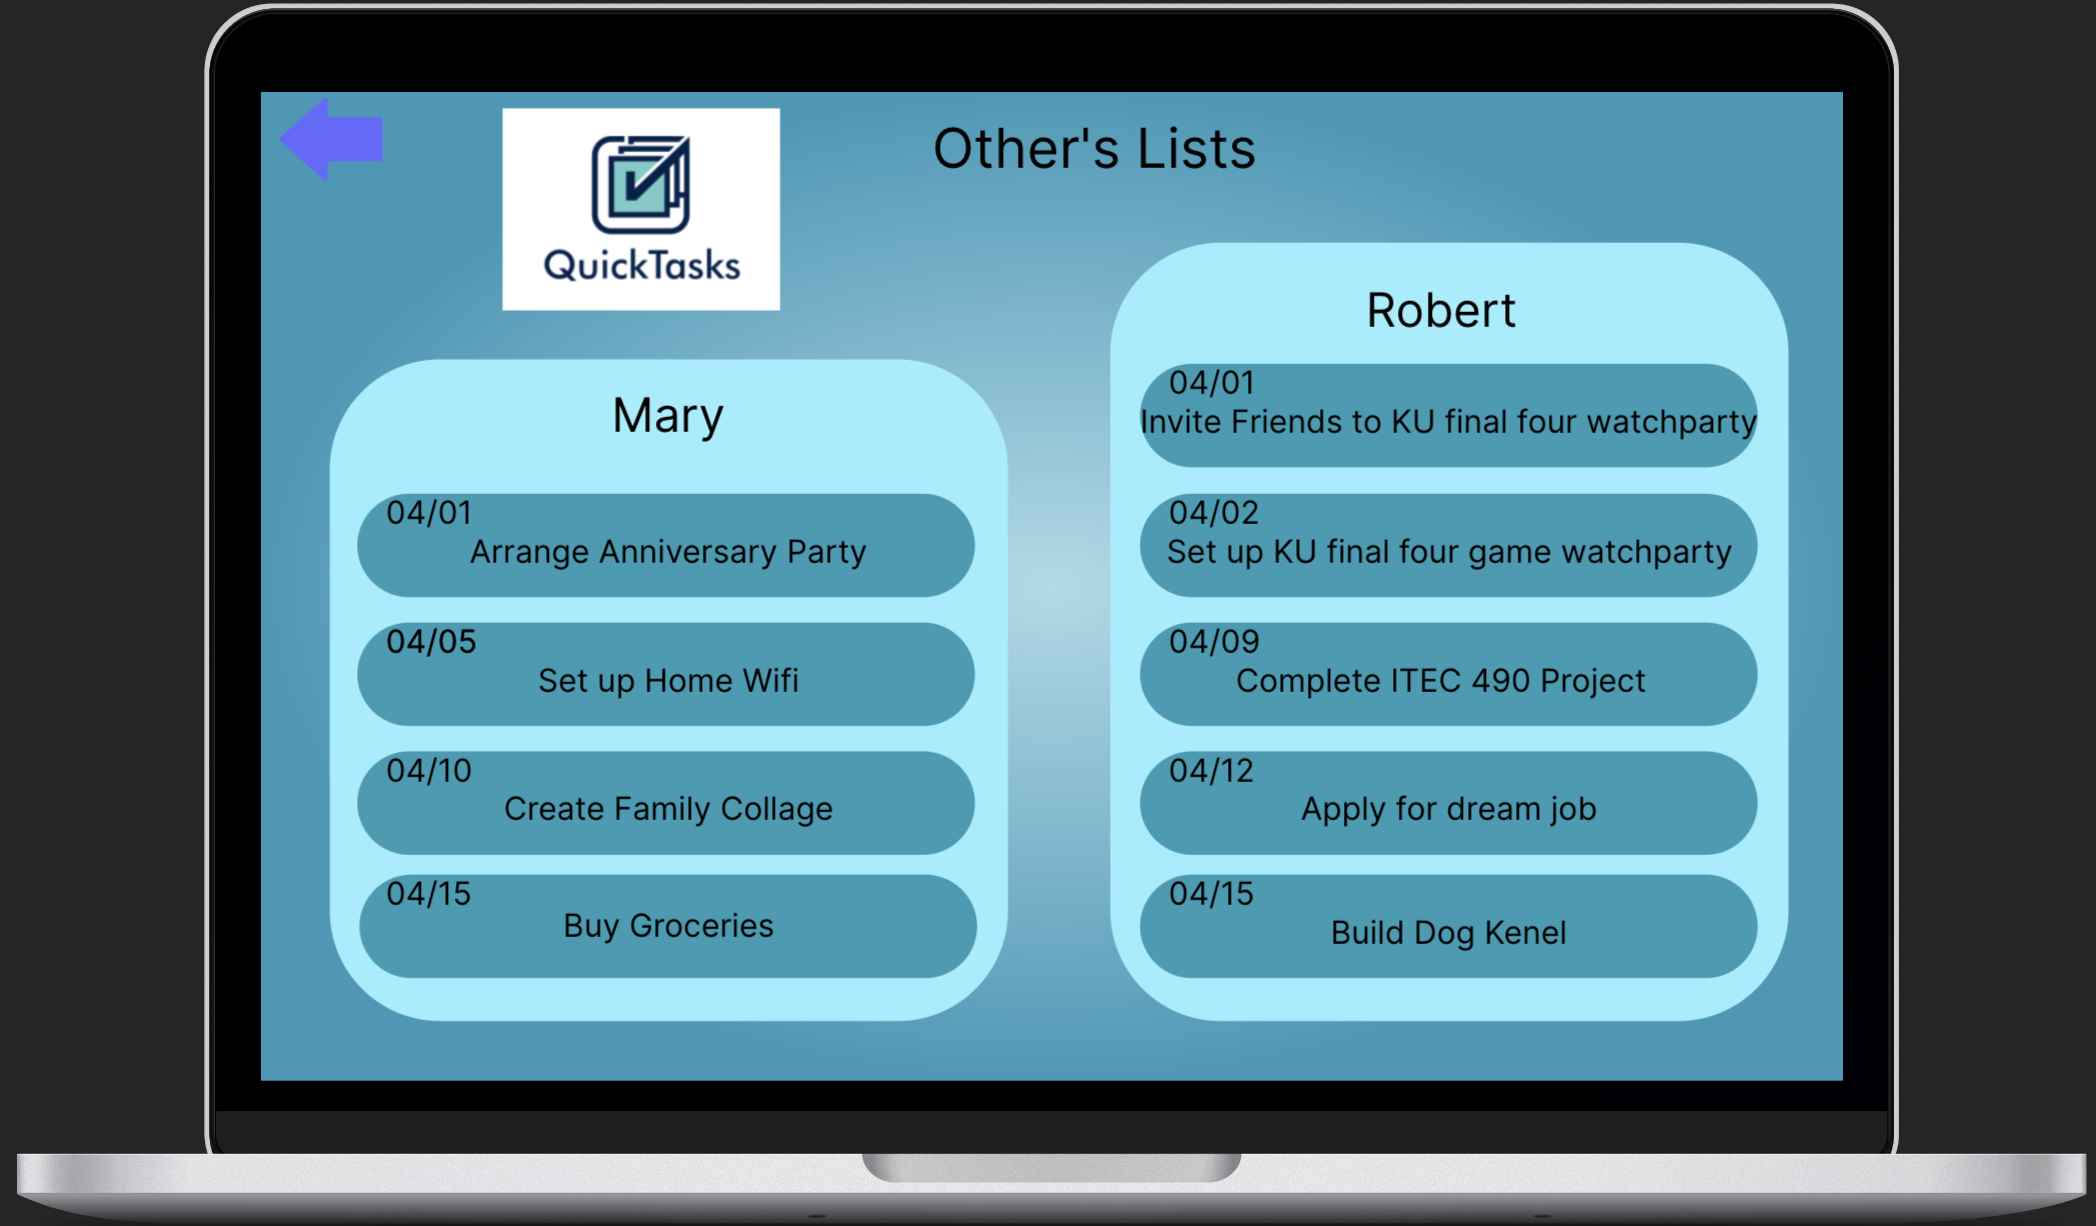 QuickTasks
Other's Lists
Mary
04/01
Arrange Anniversary Party
04/05
Set up Home Wifi
04/10
Create Family Collage
04/15
Buy Groceries
Robert
04/01
Invite Friends to KU final four watchparty
04/02
Set up KU final four game watchparty
04/09
Complete ITEC 490 Project
04/12
Apply for dream job
04/15
Build Dog Kenel